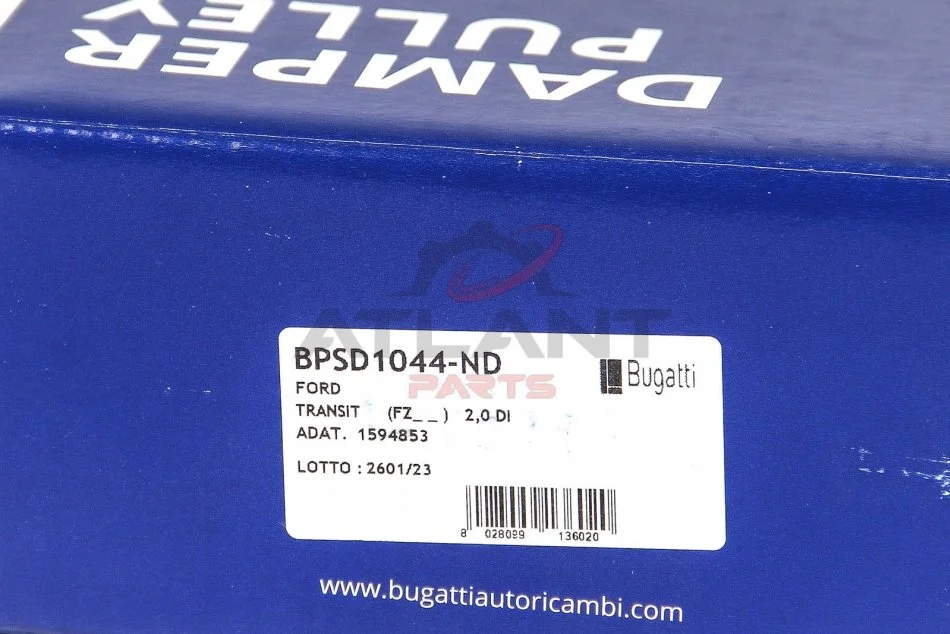 DAMPER
PULLEY
ATLANT
PARTS
BPSD1044-ND
Bugatti
FORD
TRANSIT (FZ_ _ ) 2,0 DI
ADAT. 1594853
LOTTO : 2601/23
8 028099 136020
www.bugattiautoricambi.com